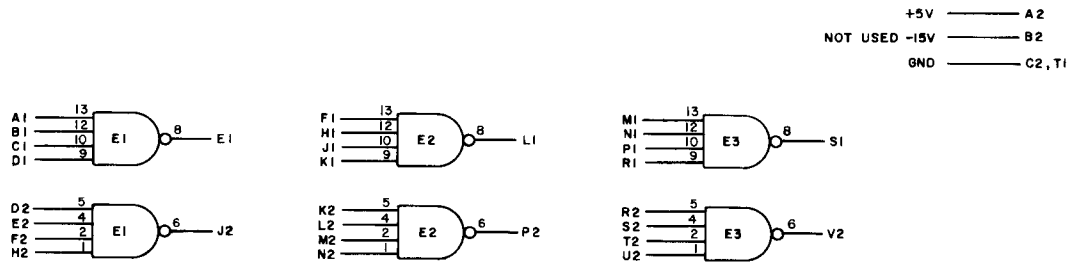 +5V A2
NOT USED -15V B2
GND C2, T1
A1 13
B1 12
C1 10
D1 9
E1
8 E1
F1 13
H1 12
J1 10
K1 9
E2
8 L1
M1 13
N1 12
P1 10
R1 9
E3
8 S1
D2 5
E2 4
F2 2
H2 1
E1
6 J2
K2 5
L2 4
M2 2
N2 1
E2
6 P2
R2 5
S2 4
T2 2
U2 1
E3
6 V2